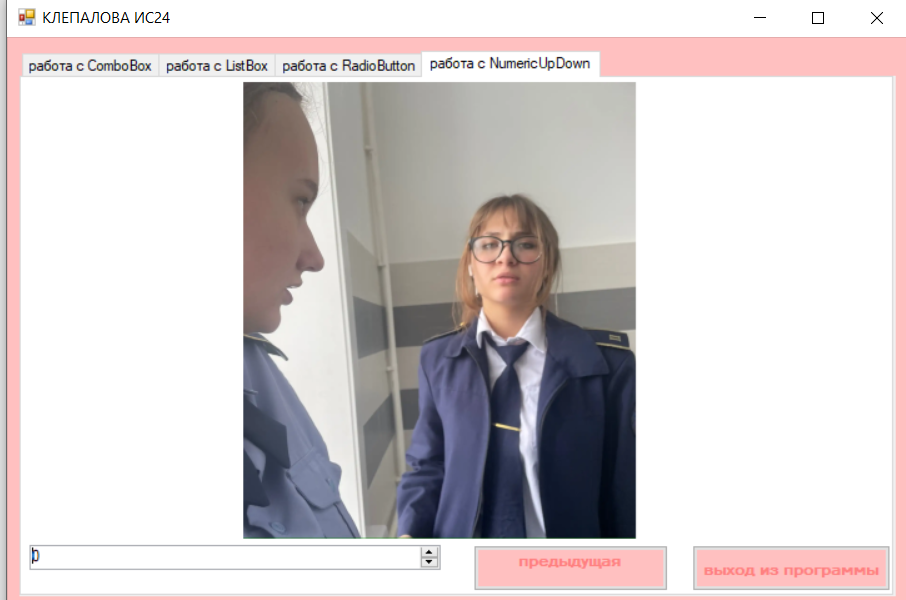 КЛЕПАЛОВА ИС24
работа с ComboBox
работа с ListBox
работа с RadioButton
работа с NumericUpDown
0
предыдущая
выход из программы